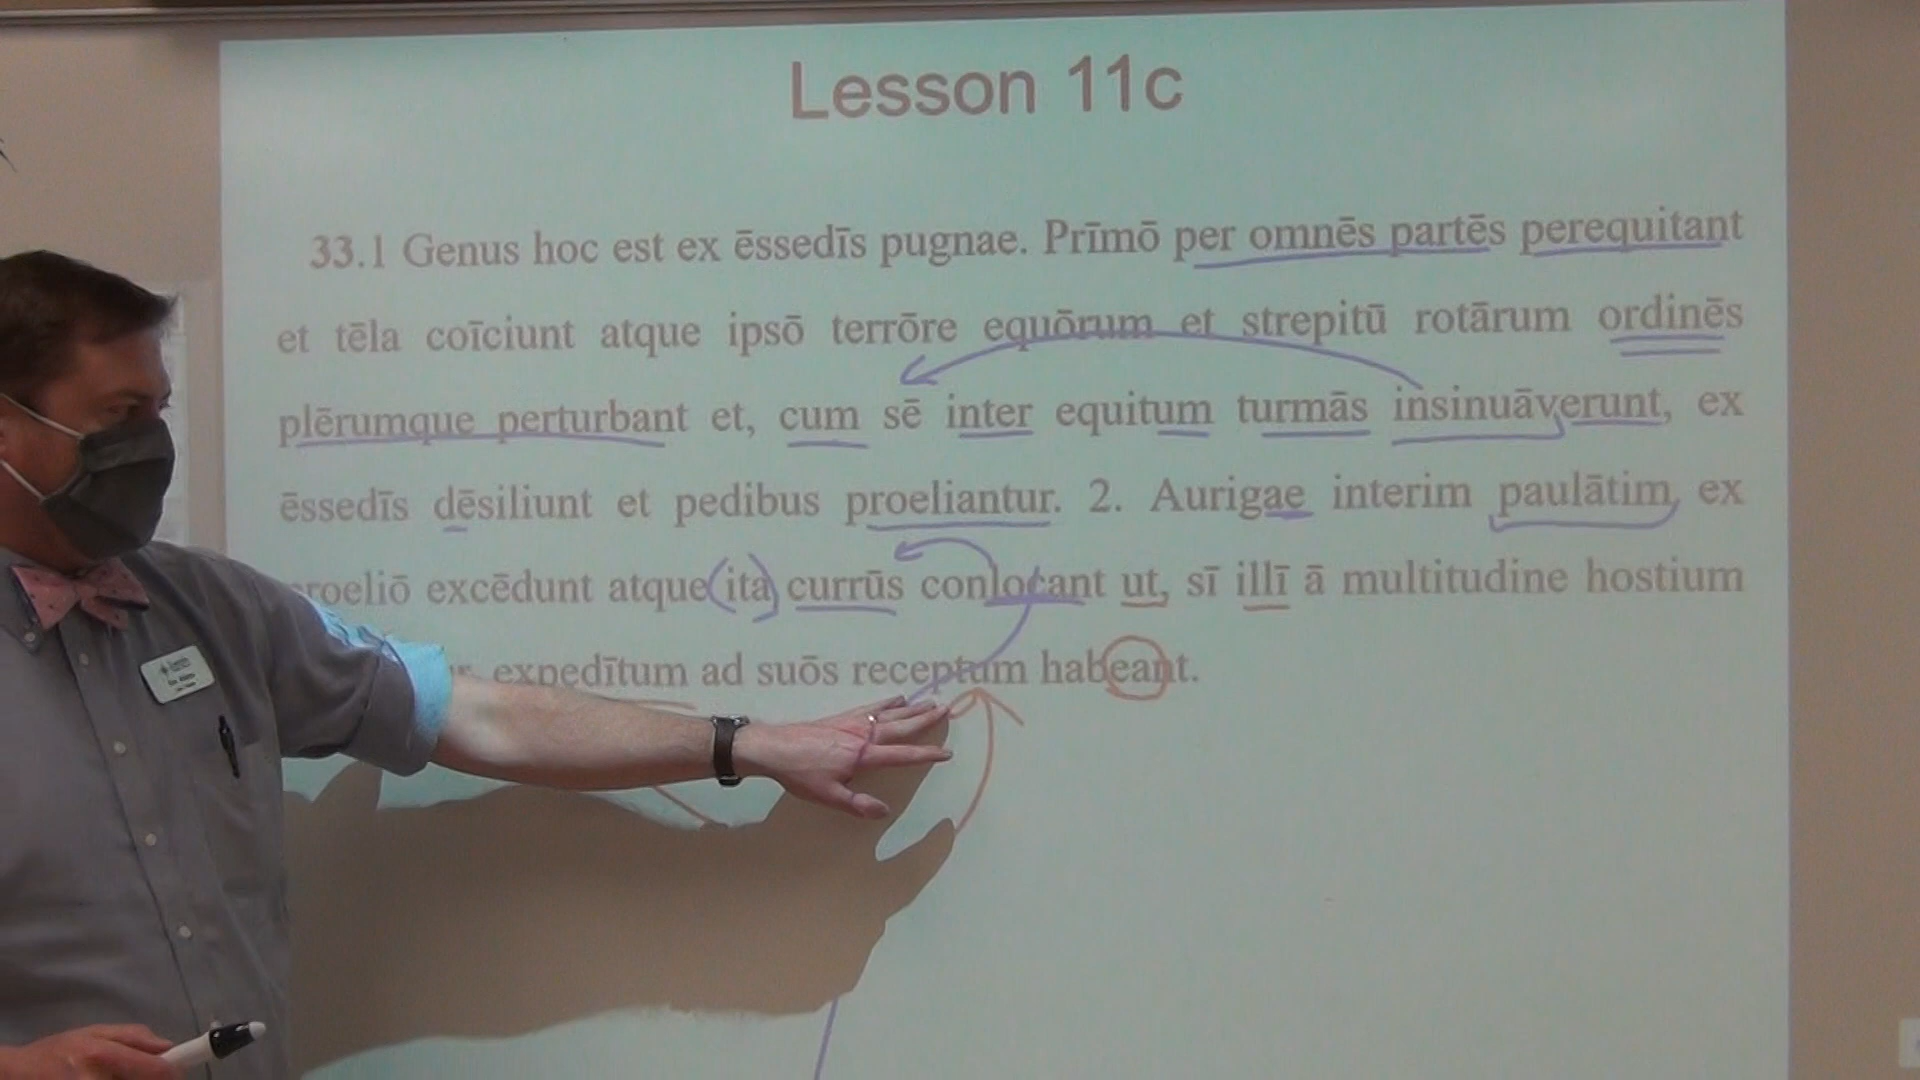 Lesson 11c
33.1 Genus hoc est ex ēssedīs pugnae. Prīmō per omnēs partēs perequitant
et tēla coīciunt atque ipsō terrōre equōrum et strepitū rotārum ordinēs
plērumque perturbant et, cum sē inter equitum turmās insinuāverunt, ex
ēssedīs dēsiliunt et pedibus proeliantur. 2. Aurigae interim paulātim ex
proeliō excēdunt atque (ita) currūs conlocant ut, sī illī ā multitudine hostium
expedītum ad suōs receptum habeant.